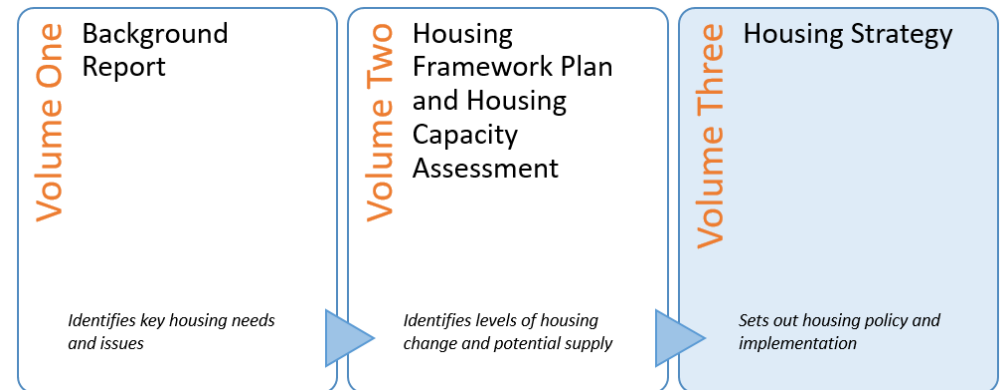 Volume One
Background
Report
Identifies key housing needs
and issues
Volume Two
Housing
Framework Plan
and Housing
Capacity
Assessment
Identifies levels of housing
change and potential supply
Volume Three
Housing Strategy
Sets out housing policy and
implementation